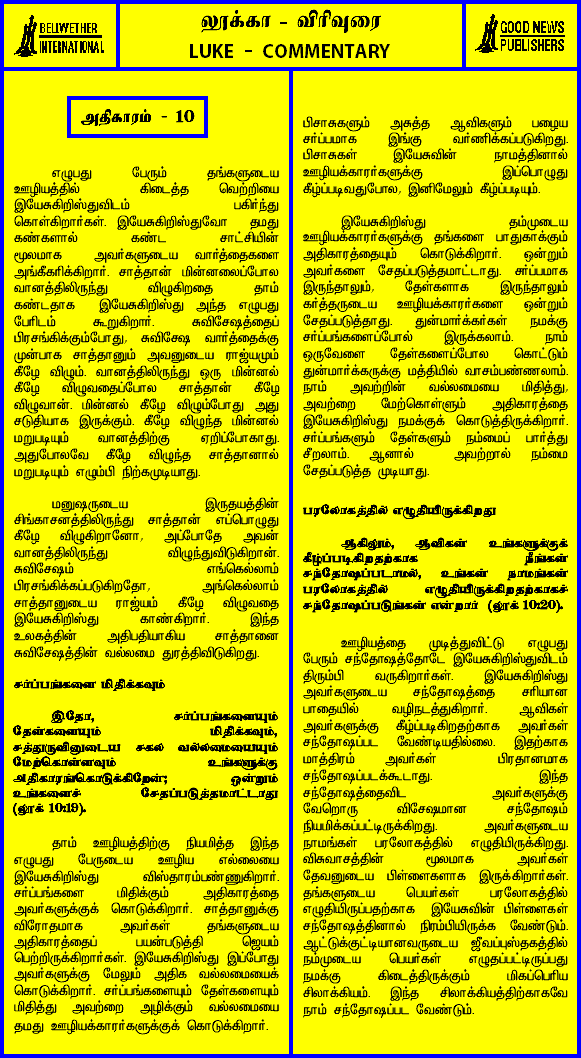 BELWETHER
INTERNATIONAL
லூக்கா - விரிவுரை
LUKE - COMMENTARY
GOOD NEWS
PUBLISHERS
அதிகாரம் - 10
எழுபது பேரும் தங்களுடைய
ஊழியத்தில் கிடைத்த வெற்றியை
இயேசுகிறிஸ்துவிடம் பகிர்ந்து
கொள்கிறார்கள். இயேசுகிறிஸ்துவோ தமது
கண்களால் கண்ட சாட்சியின்
மூலமாக அவர்களுடைய வார்த்தைகளை
அங்கீகரிக்கிறார். சாத்தான் மின்னலைப்போல
வானத்திலிருந்து விழுகிறதை தாம்
கண்டதாக இயேசுகிறிஸ்து அந்த எழுபது
பேரிடம் கூறுகிறார். சுவிசேஷத்தைப்
பிரசங்கிக்கும்போது, சுவிசேஷ வார்த்தைக்கு
முன்பாக சாத்தானும் அவனுடைய ராஜ்யமும்
கீழே விழும். வானத்திலிருந்து ஒரு மின்னல்
கீழே விழுவதைப்போல சாத்தான் கீழே
விழுவான். மின்னல் கீழே விழும்போது அது
சடுதியாக இருக்கும். கீழே விழுந்த மின்னல்
மறுபடியும் வானத்திற்கு ஏறிப்போகாது.
அதுபோலவே கீழே விழுந்த சாத்தானால்
மறுபடியும் எழும்பி நிற்கமுடியாது.
மனுஷருடைய இருதயத்தின்
சிங்காசனத்திலிருந்து சாத்தான் எப்பொழுது
கீழே விழுகிறானோ, அப்போதே அவன்
வானத்திலிருந்து விழுந்துவிடுகிறான்.
சுவிசேஷம் எங்கெல்லாம்
பிரசங்கிக்கப்படுகிறதோ, அங்கெல்லாம்
சாத்தானுடைய ராஜ்யம் கீழே விழுவதை
இயேசுகிறிஸ்து காண்கிறார். இந்த
உலகத்தின் அதிபதியாகிய சாத்தானை
சுவிசேஷத்தின் வல்லமை துரத்திவிடுகிறது.
சர்ப்பங்களை மிதிக்கவும்
இதோ, சர்ப்பங்களையும்
தேள்களையும் மிதிக்கவும்,
சத்துருவினுடைய சகல வல்லமையையும்
மேற்கொள்ளவும் உங்களுக்கு
அதிகாரங்கொடுக்கிறேன்; ஒன்றும்
உங்களைச் சேதப்படுத்தமாட்டாது
(லூக் 10:19).
தாம் ஊழியத்திற்கு நியமித்த இந்த
எழுபது பேருடைய ஊழிய எல்லையை
இயேசுகிறிஸ்து விஸ்தாரம்பண்ணுகிறார்.
சர்ப்பங்களை மிதிக்கும் அதிகாரத்தை
அவர்களுக்குக் கொடுக்கிறார். சாத்தானுக்கு
விரோதமாக அவர்கள் தங்களுடைய
அதிகாரத்தைப் பயன்படுத்தி ஜெயம்
பெற்றிருக்கிறார்கள். இயேசுகிறிஸ்து இப்போது
அவர்களுக்கு மேலும் அதிக வல்லமையைக்
கொடுக்கிறார். சர்ப்பங்களையும் தேள்களையும்
மிதித்து அவற்றை அழிக்கும் வல்லமையை
தமது ஊழியக்காரர்களுக்குக் கொடுக்கிறார்.
பிசாசுகளும் அசுத்த ஆவிகளும் பழைய
சர்ப்பமாக இங்கு வர்ணிக்கப்படுகிறது.
பிசாசுகள் இயேசுவின் நாமத்தினால்
ஊழியக்காரர்களுக்கு இப்பொழுது
கீழ்ப்படிவதுபோல, இனிமேலும் கீழ்ப்படியும்.
இயேசுகிறிஸ்து தம்முடைய
ஊழியக்காரர்களுக்கு தங்களை பாதுகாக்கும்
அதிகாரத்தையும் கொடுக்கிறார். ஒன்றும்
அவர்களை சேதப்படுத்தமாட்டாது. சர்ப்பமாக
இருந்தாலும், தேள்களாக இருந்தாலும்
கர்த்தருடைய ஊழியக்காரர்களை ஒன்றும்
சேதப்படுத்தாது. துன்மார்க்கர்கள் நமக்கு
சர்ப்பங்களைப்போல் இருக்கலாம். நாம்
ஒருவேளை தேள்களைப்போல கொட்டும்
துன்மார்க்கருக்கு மத்தியில் வாசம்பண்ணலாம்.
நாம் அவற்றின் வல்லமையை மிதித்து,
அவற்றை மேற்கொள்ளும் அதிகாரத்தை
இயேசுகிறிஸ்து நமக்குக் கொடுத்திருக்கிறார்.
சர்ப்பங்களும் தேள்களும் நம்மைப் பார்த்து
சீறலாம். ஆனால் அவற்றால் நம்மை
சேதப்படுத்த முடியாது.
பரலோகத்தில் எழுதியிருக்கிறது
ஆகிலும், ஆவிகள் உங்களுக்குக்
கீழ்ப்படிகிறதற்காக நீங்கள்
சந்தோஷப்படாமல், உங்கள் நாமங்கள்
பரலோகத்தில் எழுதியிருக்கிறதற்காகச்
சந்தோஷப்படுங்கள் என்றார் (லூக் 10:20).
ஊழியத்தை முடித்துவிட்டு எழுபது
பேரும் சந்தோஷத்தோடே இயேசுகிறிஸ்துவிடம்
திரும்பி வருகிறார்கள். இயேசுகிறிஸ்து
அவர்களுடைய சந்தோஷத்தை சரியான
பாதையில் வழிநடத்துகிறார். ஆவிகள்
அவர்களுக்கு கீழ்ப்படிகிறதற்காக அவர்கள்
சந்தோஷப்பட வேண்டியதில்லை. இதற்காக
மாத்திரம் அவர்கள் பிரதானமாக
சந்தோஷப்படக்கூடாது. இந்த
சந்தோஷத்தைவிட அவர்களுக்கு
வேறொரு விசேஷமான சந்தோஷம்
நியமிக்கப்பட்டிருக்கிறது. அவர்களுடைய
நாமங்கள் பரலோகத்தில் எழுதியிருக்கிறது.
விசுவாசத்தின் மூலமாக அவர்கள்
தேவனுடைய பிள்ளைகளாக இருக்கிறார்கள்.
தங்களுடைய பெயர்கள் பரலோகத்தில்
எழுதியிருப்பதற்காக இயேசுவின் பிள்ளைகள்
சந்தோஷத்தினால் நிரம்பியிருக்க வேண்டும்.
ஆட்டுக்குட்டியானவருடைய ஜீவப்புஸ்தகத்தில்
நம்முடைய பெயர்கள் எழுதப்பட்டிருப்பது
நமக்கு கிடைத்திருக்கும் மிகப்பெரிய
சிலாக்கியம். இந்த சிலாக்கியத்திற்காகவே
நாம் சந்தோஷப்பட வேண்டும்.